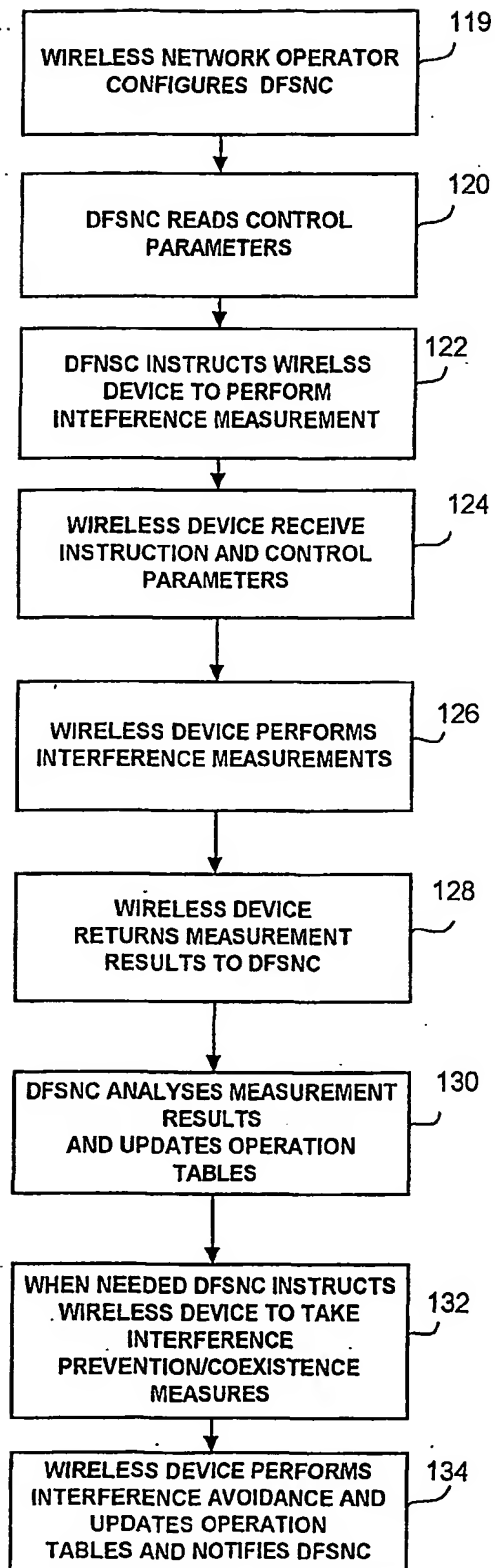 119
WIRELESS NETWORK OPERATOR
CONFIGURES DFSNC
120
DFSNC READS CONTROL
PARAMETERS
122
DFNSC INSTRUCTS WIRELSS
DEVICE TO PERFORM
INTEFERENCE MEASUREMENT
124
WIRELESS DEVICE RECEIVE
INSTRUCTION AND CONTROL
PARAMETERS
126
WIRELESS DEVICE PERFORMS
INTERFERENCE MEASUREMENTS
128
WIRELESS DEVICE
RETURNS MEASUREMENT
RESULTS TO DFSNC
130
DFSNC ANALYSES MEASUREMENT
RESULTS
AND UPDATES OPERATION
TABLES
132
WHEN NEEDED DFSNC INSTRUCTS
WIRELESS DEVICE TO TAKE
INTERFERENCE
PREVENTION/COEXISTENCE
MEASURES
134
WIRELESS DEVICE PERFORMS
INTERFERENCE AVOIDANCE AND
UPDATES OPERATION
TABLES AND NOTIFIES DFSNC